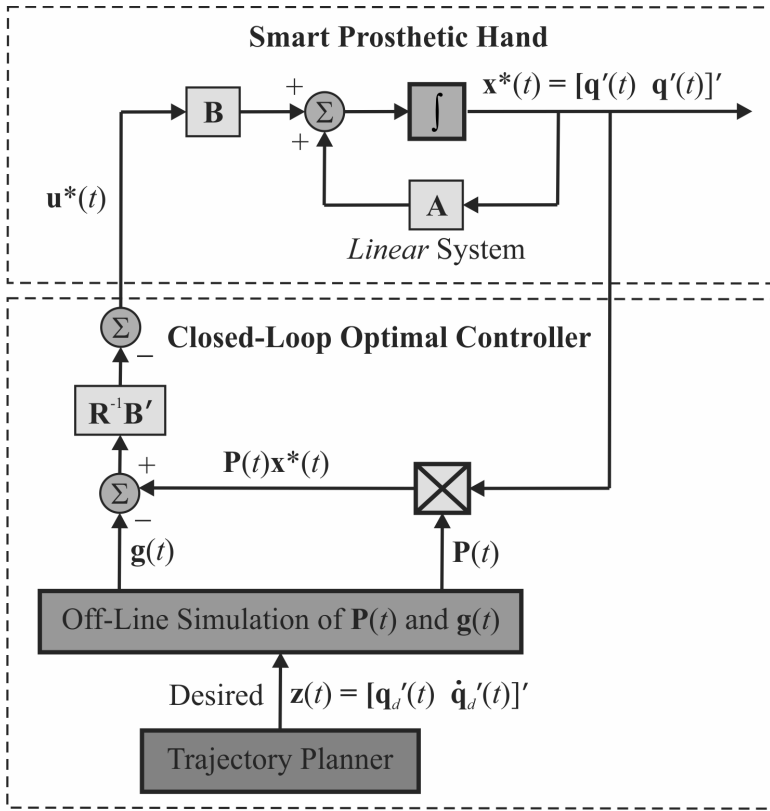 Smart Prosthetic Hand
x*(t) = [q′(t) q′(t)]′
+
B
Σ
∫
+
A
u*(t)
Linear System
Σ
Closed-Loop Optimal Controller
−
R⁻¹B′
P(t)x*(t)
+
Σ
−
g(t)
P(t)
Off-Line Simulation of P(t) and g(t)
Desired z(t) = [q_d′(t) q̇_d′(t)]′
Trajectory Planner